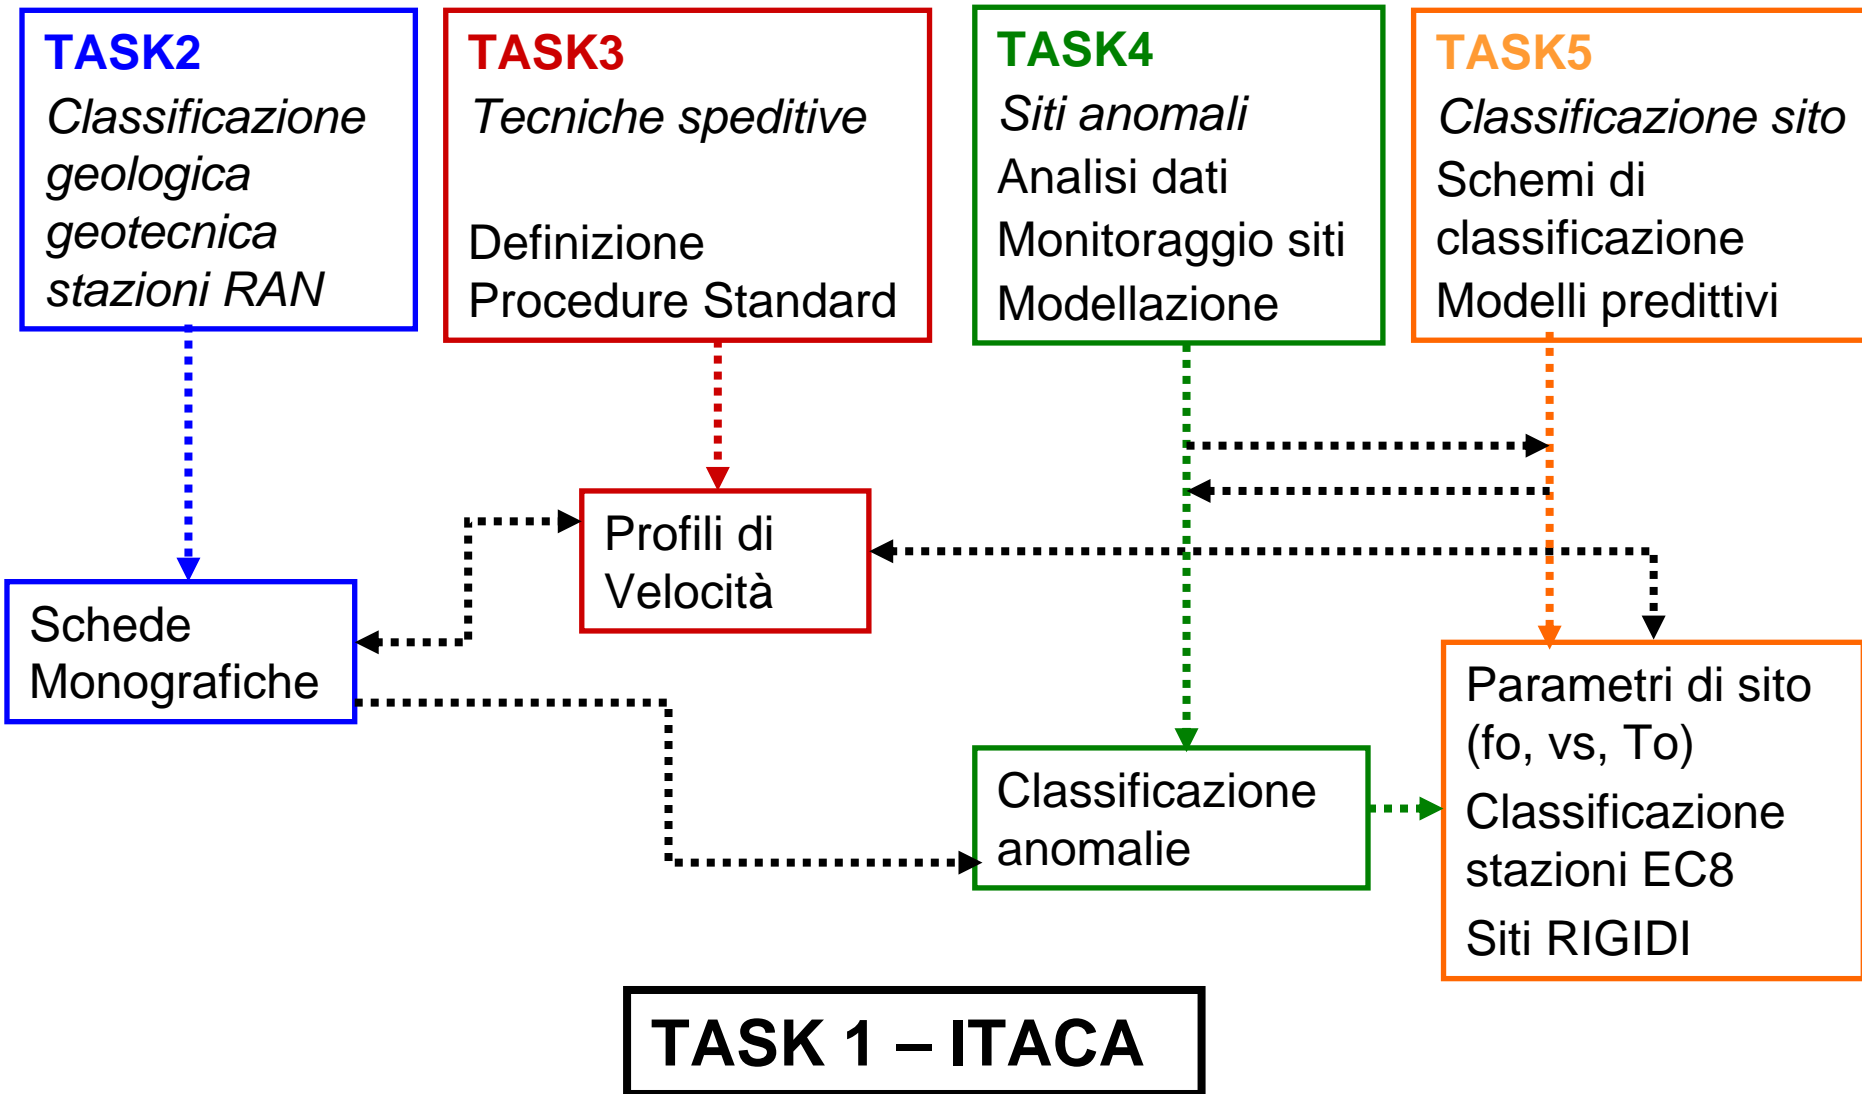 TASK2
Classificazione
geologica
geotecnica
stazioni RAN
TASK3
Tecniche speditive
Definizione
Procedure Standard
TASK4
Siti anomali
Analisi dati
Monitoraggio siti
Modellazione
TASK5
Classificazione sito
Schemi di
classificazione
Modelli predittivi
Profili di
Velocità
Schede
Monografiche
Classificazione
anomalie
Parametri di sito
(fo, vs, To)
Classificazione
stazioni EC8
Siti RIGIDI
TASK 1 – ITACA